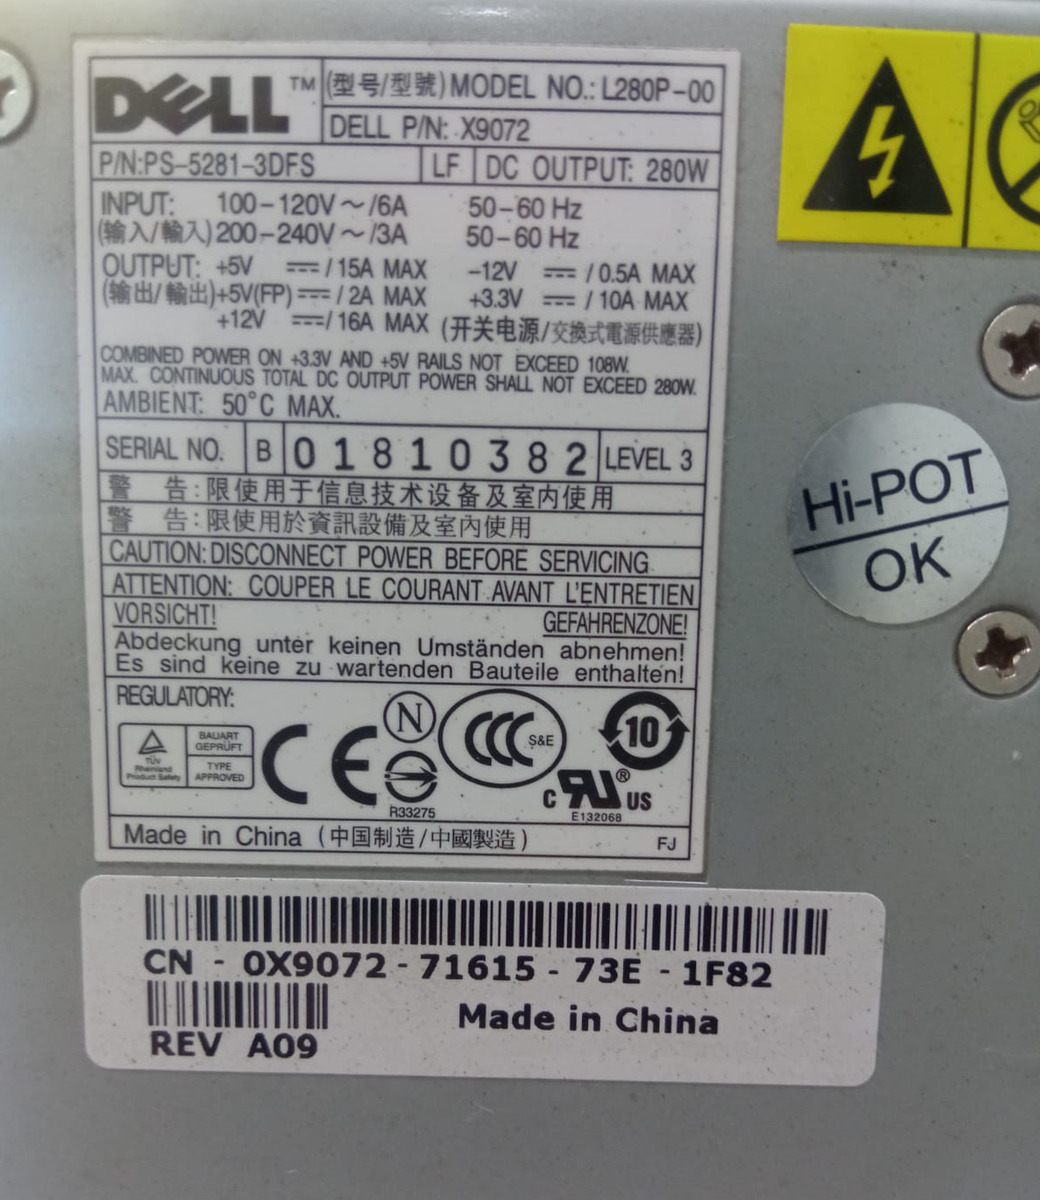 DELL™ (型号/型號) MODEL NO.: L280P-00
DELL P/N: X9072
P/N:PS-5281-3DFS LF DC OUTPUT: 280W
INPUT: 100-120V～/6A 50-60 Hz
(输入/輸入) 200-240V～/3A 50-60 Hz
OUTPUT: +5V ⎓/15A MAX -12V ⎓/0.5A MAX
(输出/輸出)+5V(FP)⎓/2A MAX +3.3V ⎓/10A MAX
+12V ⎓/16A MAX (开关电源/交換式電源供應器)
COMBINED POWER ON +3.3V AND +5V RAILS NOT EXCEED 108W.
MAX. CONTINUOUS TOTAL DC OUTPUT POWER SHALL NOT EXCEED 280W.
AMBIENT: 50°C MAX.
SERIAL NO. B 01810382 LEVEL 3
警 告:限使用于信息技术设备及室内使用
警 告:限使用於資訊設備及室內使用
CAUTION: DISCONNECT POWER BEFORE SERVICING
ATTENTION: COUPER LE COURANT AVANT L'ENTRETIEN
VORSICHT! GEFAHRENZONE!
Abdeckung unter keinen Umständen abnehmen!
Es sind keine zu wartenden Bauteile enthalten!
REGULATORY:
TÜV Rheinland Product Safety
BAUART GEPRÜFT
TYPE APPROVED
CE
N
R33275
CCC S&E
10
C RU® US
E132068
Made in China (中国制造/中國製造) FJ
Hi-POT
OK
CN - 0X9072 - 71615 - 73E - 1F82
Made in China
REV A09